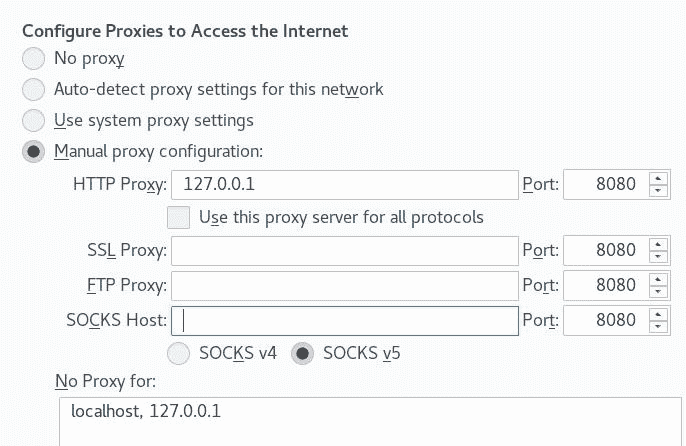 Configure Proxies to Access the Internet
No proxy
Auto-detect proxy settings for this network
Use system proxy settings
Manual proxy configuration:
HTTP Proxy: 127.0.0.1 Port: 8080
Use this proxy server for all protocols
SSL Proxy: Port: 8080
FTP Proxy: Port: 8080
SOCKS Host: Port: 8080
SOCKS v4 SOCKS v5
No Proxy for:
localhost, 127.0.0.1